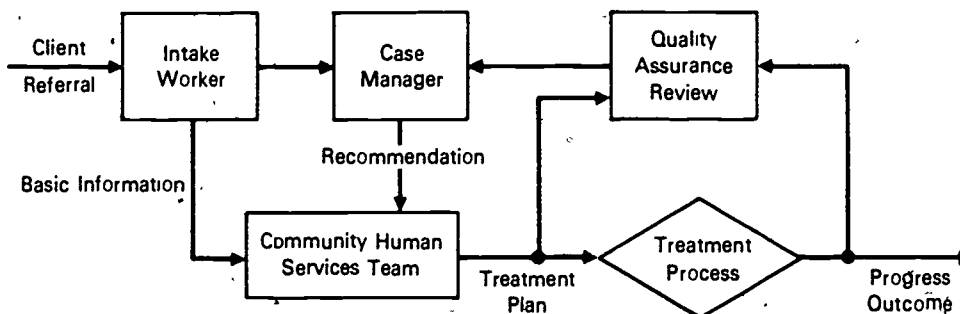 Client
Referral
Intake
Worker
Case
Manager
Quality
Assurance
Review
Basic Information
Recommendation
Community Human
Services Team
Treatment
Plan
Treatment
Process
Progress
Outcome